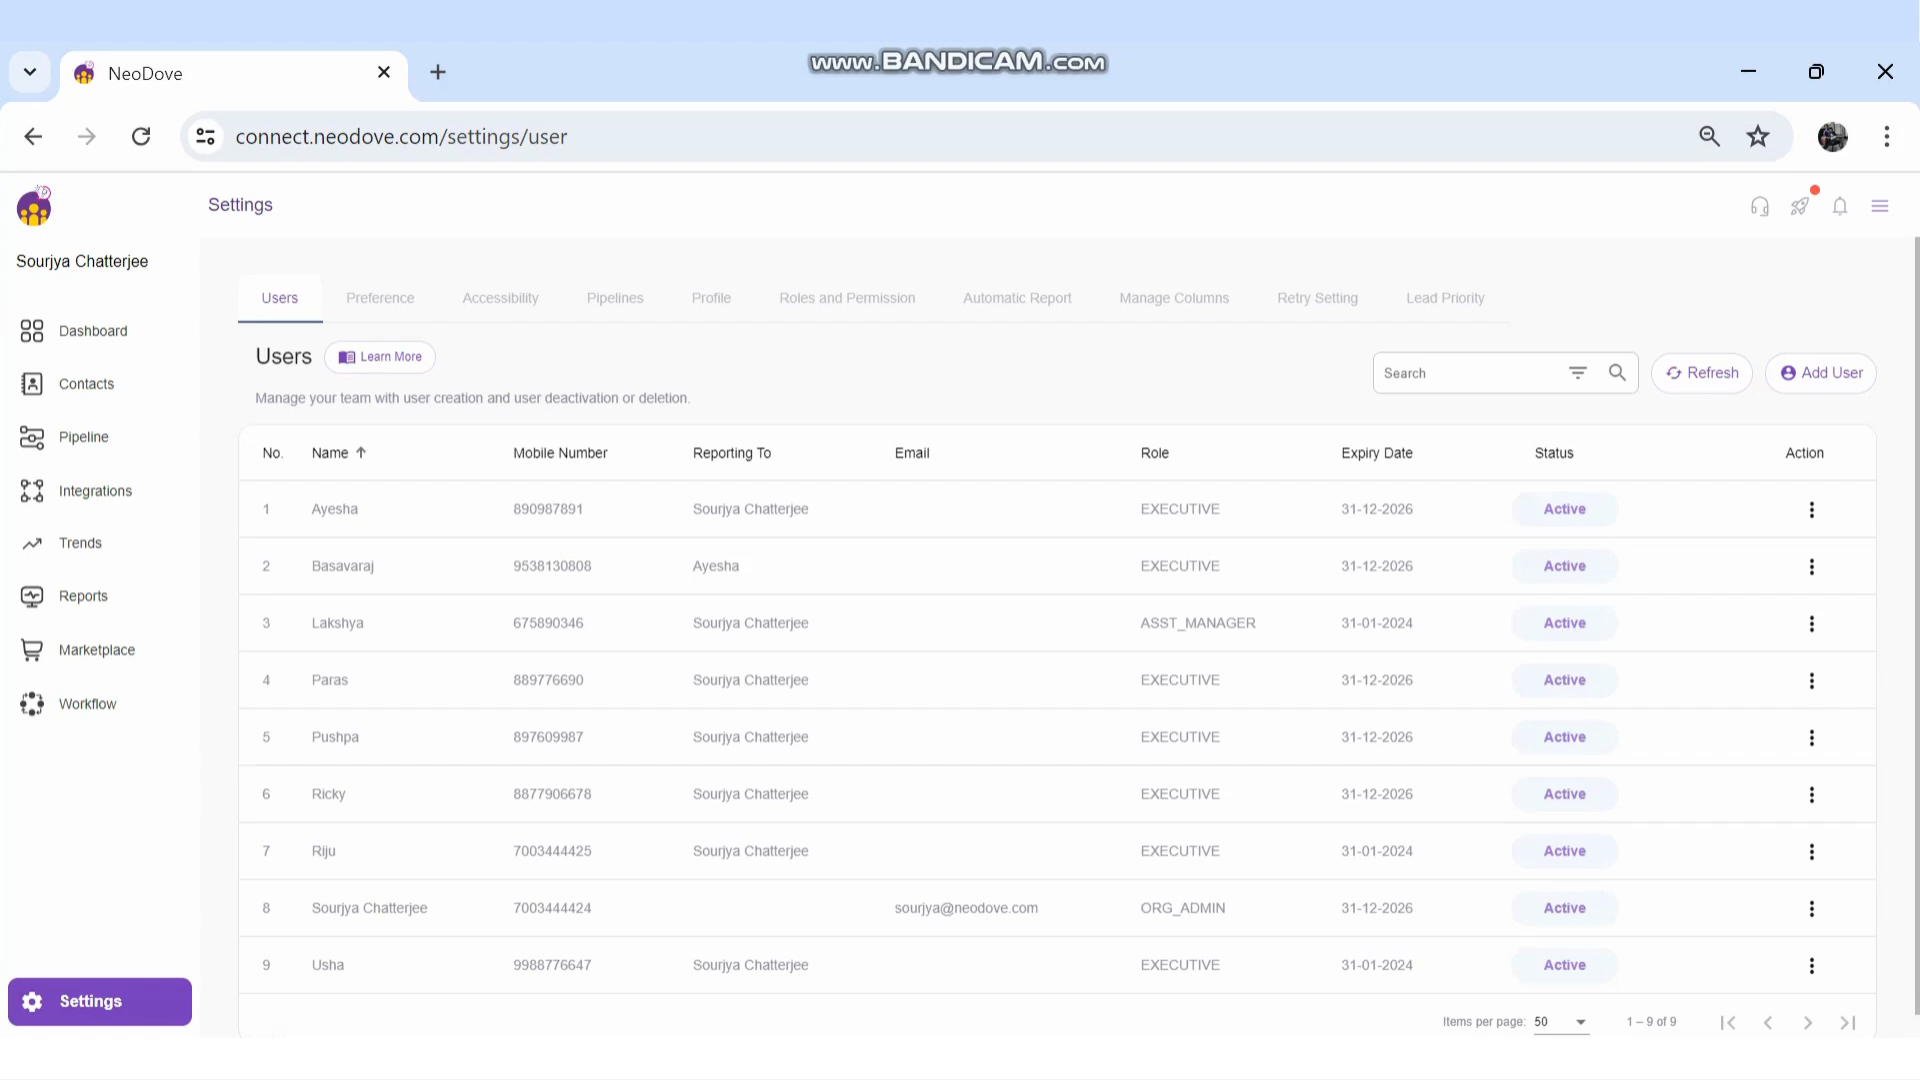 NeoDove
www.BANDICAM.com
connect.neodove.com/settings/user
Settings
Sourjya Chatterjee
Dashboard
Contacts
Pipeline
Integrations
Trends
Reports
Marketplace
Workflow
Settings
Users Preference Accessibility Pipelines Profile Roles and Permission Automatic Report Manage Columns Retry Setting Lead Priority
Users Learn More
Manage your team with user creation and user deactivation or deletion.
Search Refresh Add User
No. Name Mobile Number Reporting To Email Role Expiry Date Status Action
1 Ayesha 890987891 Sourjya Chatterjee EXECUTIVE 31-12-2026 Active
2 Basavaraj 9538130808 Ayesha EXECUTIVE 31-12-2026 Active
3 Lakshya 675890346 Sourjya Chatterjee ASST_MANAGER 31-01-2024 Active
4 Paras 889776690 Sourjya Chatterjee EXECUTIVE 31-12-2026 Active
5 Pushpa 897609987 Sourjya Chatterjee EXECUTIVE 31-12-2026 Active
6 Ricky 8877906678 Sourjya Chatterjee EXECUTIVE 31-12-2026 Active
7 Riju 7003444425 Sourjya Chatterjee EXECUTIVE 31-01-2024 Active
8 Sourjya Chatterjee 7003444424 sourjya@neodove.com ORG_ADMIN 31-12-2026 Active
9 Usha 9988776647 Sourjya Chatterjee EXECUTIVE 31-01-2024 Active
Items per page: 50 1 – 9 of 9